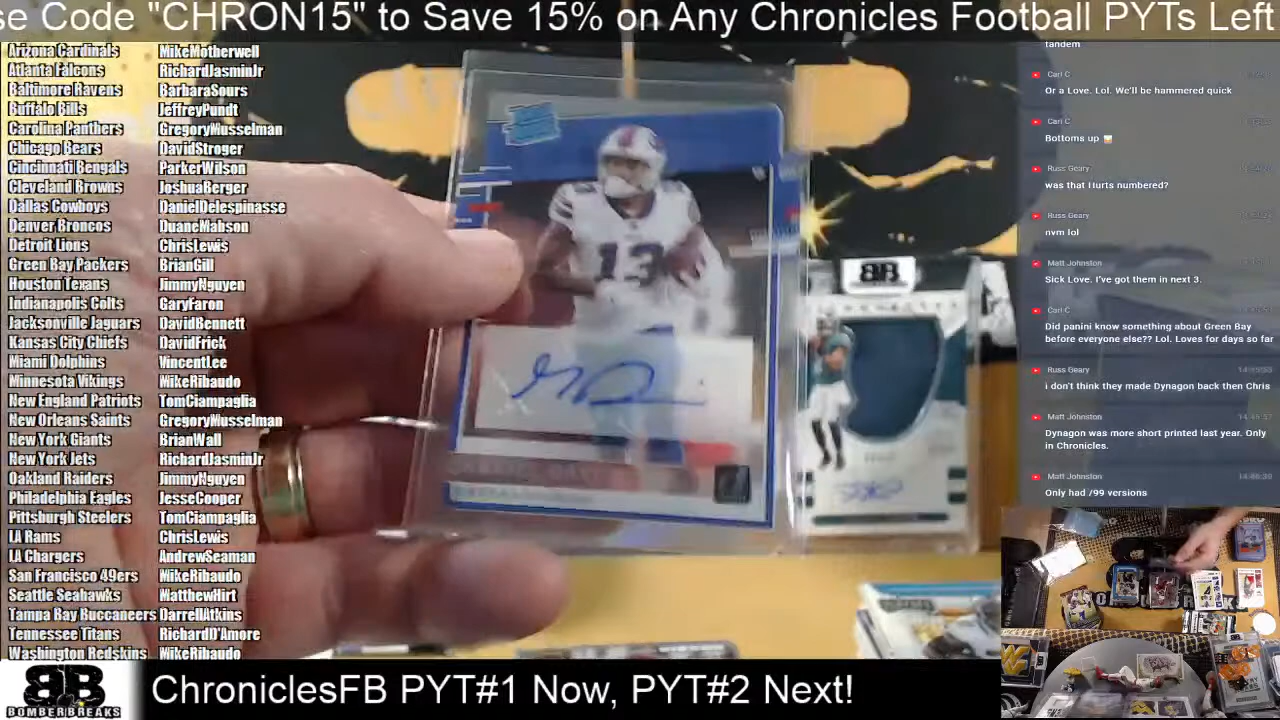 se Code "CHRON15" to Save 15% on Any Chronicles Football PYTs Left
Arizona Cardinals MikeMotherwell
Atlanta Falcons RichardJasminJr
Baltimore Ravens BarbaraSours
Buffalo Bills JeffreyPundt
Carolina Panthers GregoryMusselman
Chicago Bears DavidStroger
Cincinnati Bengals ParkerWilson
Cleveland Browns JoshuaBerger
Dallas Cowboys DanielDelespinasse
Denver Broncos DuaneMabson
Detroit Lions ChrisLewis
Green Bay Packers BrianGill
Houston Texans JimmyNguyen
Indianapolis Colts GaryFaron
Jacksonville Jaguars DavidBennett
Kansas City Chiefs DavidFrick
Miami Dolphins VincentLee
Minnesota Vikings MikeRibaudo
New England Patriots TomCiampaglia
New Orleans Saints GregoryMusselman
New York Giants BrianWall
New York Jets RichardJasminJr
Oakland Raiders JimmyNguyen
Philadelphia Eagles JesseCooper
Pittsburgh Steelers TomCiampaglia
LA Rams ChrisLewis
LA Chargers AndrewSeaman
San Francisco 49ers MikeRibaudo
Seattle Seahawks MatthewHirt
Tampa Bay Buccaneers DarrellAtkins
Tennessee Titans RichardD'Amore
Washington Redskins MikeRibaudo
13
tandem
Carl C
Or a Love. Lol. We'll be hammered quick
Carl C
Bottoms up
Russ Geary
was that Hurts numbered?
Russ Geary
nvm lol
Matt Johnston
Sick Love. I've got them in next 3.
Carl C
Did panini know something about Green Bay
before everyone else?? Lol. Loves for days so far
Russ Geary
i don't think they made Dynagon back then Chris
Matt Johnston
Dynagon was more short printed last year. Only
in Chronicles.
Matt Johnston
Only had /99 versions
BB
BOMBERBREAKS
ChroniclesFB PYT#1 Now, PYT#2 Next!